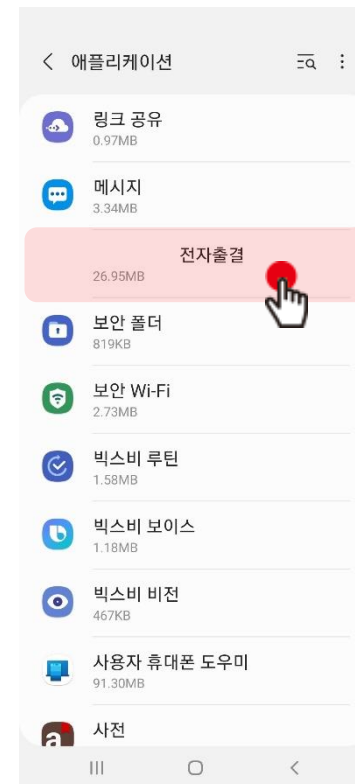 애플리케이션
링크 공유
0.97MB
메시지
3.34MB
전자출결
26.95MB
보안 폴더
819KB
보안 Wi-Fi
2.73MB
빅스비 루틴
1.58MB
빅스비 보이스
1.18MB
빅스비 비전
467KB
사용자 휴대폰 도우미
91.30MB
사전